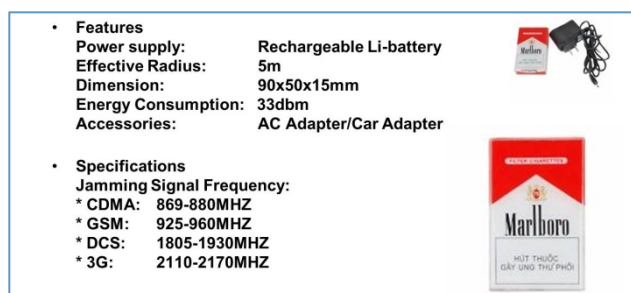 • Features
Power supply: Rechargeable Li-battery
Effective Radius: 5m
Dimension: 90x50x15mm
Energy Consumption: 33dbm
Accessories: AC Adapter/Car Adapter
• Specifications
Jamming Signal Frequency:
* CDMA: 869-880MHZ
* GSM: 925-960MHZ
* DCS: 1805-1930MHZ
* 3G: 2110-2170MHZ
Marlboro
FILTER CIGARETTES
Marlboro
HÚT THUỐC
GÂY UNG THƯ PHỔI